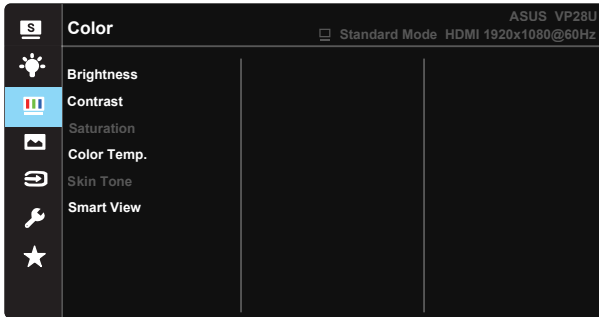 S
Color
ASUS VP28U
Standard Mode HDMI 1920x1080@60Hz
Brightness
Contrast
Saturation
Color Temp.
Skin Tone
Smart View